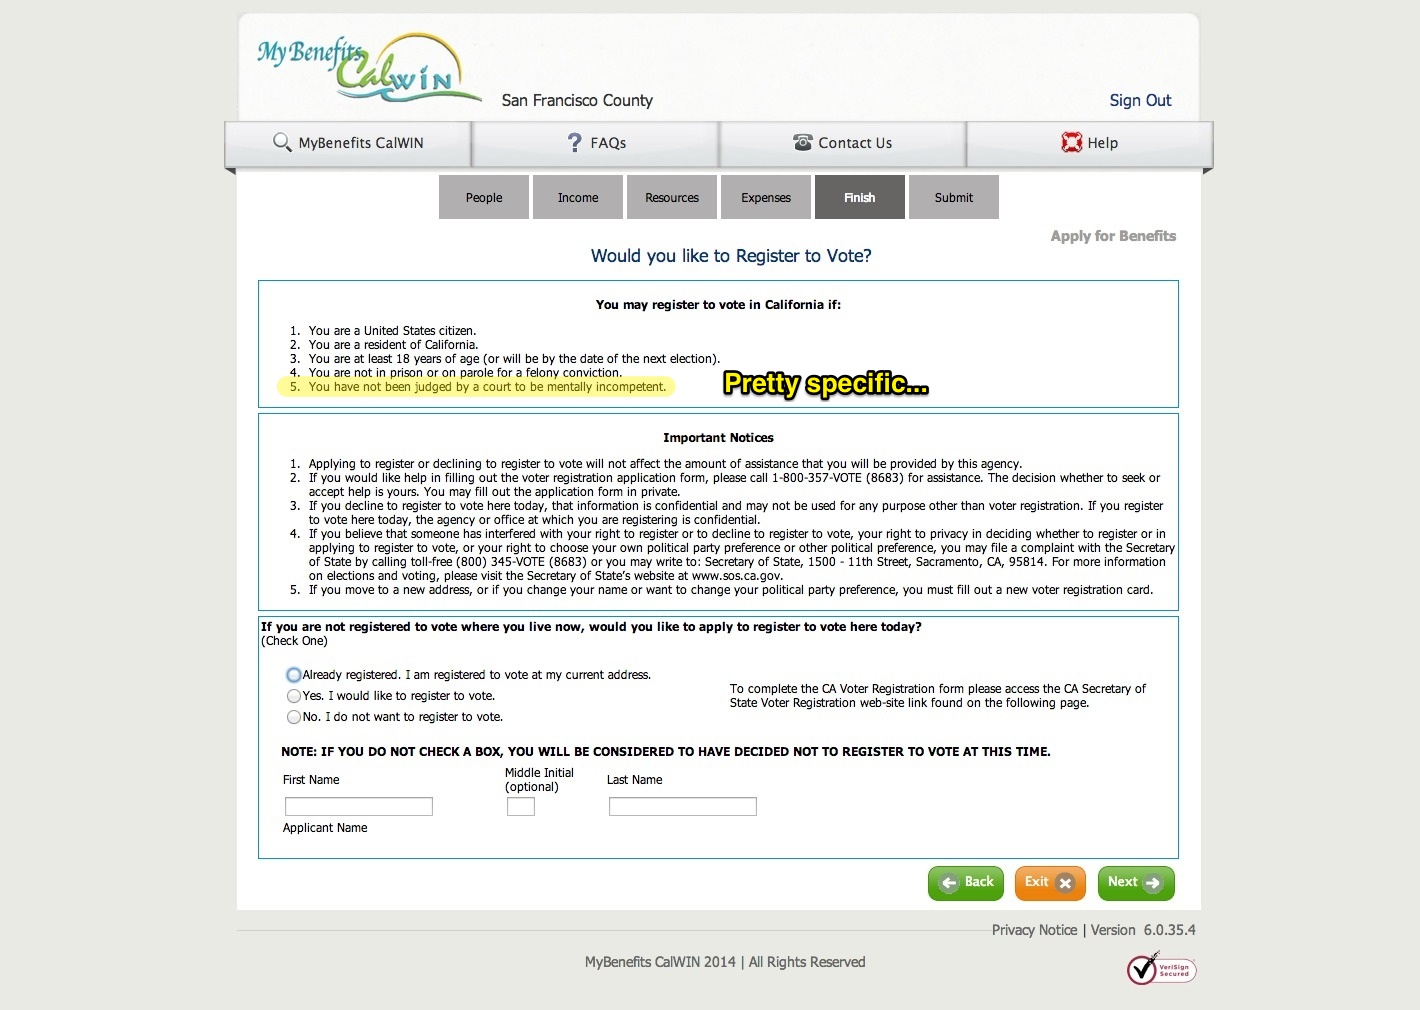 My Benefits
CalWIN
San Francisco County
Sign Out
MyBenefits CalWIN
? FAQs
Contact Us
Help
People
Income
Resources
Expenses
Finish
Submit
Apply for Benefits
Would you like to Register to Vote?
You may register to vote in California if:
1. You are a United States citizen.
2. You are a resident of California.
3. You are at least 18 years of age (or will be by the date of the next election).
4. You are not in prison or on parole for a felony conviction.
5. You have not been judged by a court to be mentally incompetent.
Pretty specific...
Important Notices
1. Applying to register or declining to register to vote will not affect the amount of assistance that you will be provided by this agency.
2. If you would like help in filling out the voter registration application form, please call 1-800-357-VOTE (8683) for assistance. The decision whether to seek or
accept help is yours. You may fill out the application form in private.
3. If you decline to register to vote here today, that information is confidential and may not be used for any purpose other than voter registration. If you register
to vote here today, the agency or office at which you are registering is confidential.
4. If you believe that someone has interfered with your right to register or to decline to register to vote, your right to privacy in deciding whether to register or in
applying to register to vote, or your right to choose your own political party preference or other political preference, you may file a complaint with the Secretary
of State by calling toll-free (800) 345-VOTE (8683) or you may write to: Secretary of State, 1500 - 11th Street, Sacramento, CA, 95814. For more information
on elections and voting, please visit the Secretary of State's website at www.sos.ca.gov.
5. If you move to a new address, or if you change your name or want to change your political party preference, you must fill out a new voter registration card.
If you are not registered to vote where you live now, would you like to apply to register to vote here today?
(Check One)
Already registered. I am registered to vote at my current address.
Yes. I would like to register to vote.
No. I do not want to register to vote.
To complete the CA Voter Registration form please access the CA Secretary of
State Voter Registration web-site link found on the following page.
NOTE: IF YOU DO NOT CHECK A BOX, YOU WILL BE CONSIDERED TO HAVE DECIDED NOT TO REGISTER TO VOTE AT THIS TIME.
First Name
Middle Initial
(optional)
Last Name
Applicant Name
Back
Exit
Next
Privacy Notice | Version 6.0.35.4
MyBenefits CalWIN 2014 | All Rights Reserved
VeriSign
Secured